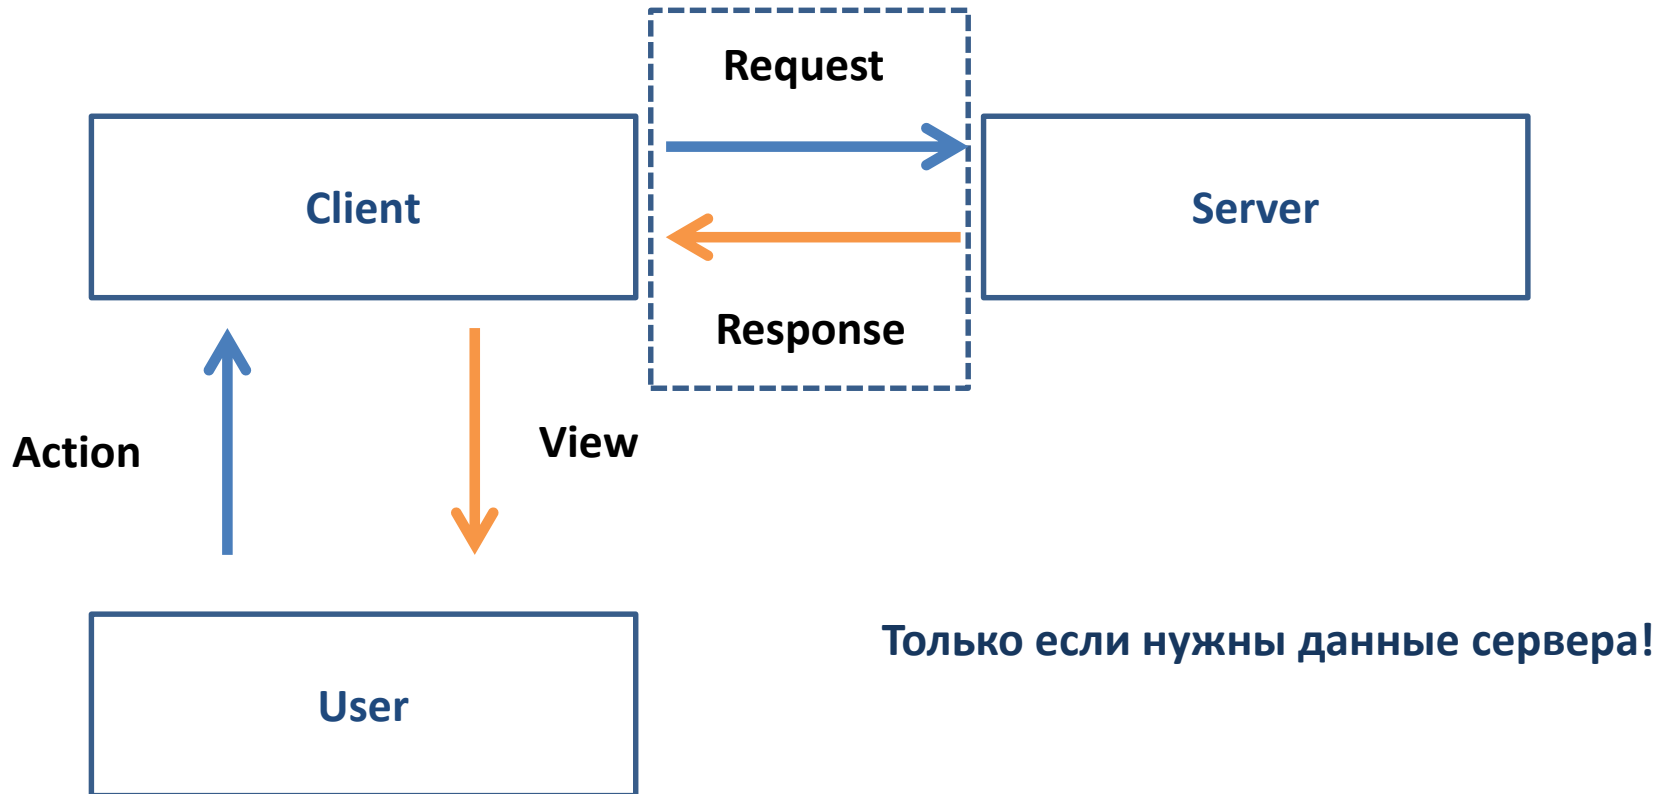 Request
Client
Server
Response
Action
View
Только если нужны данные сервера!
User